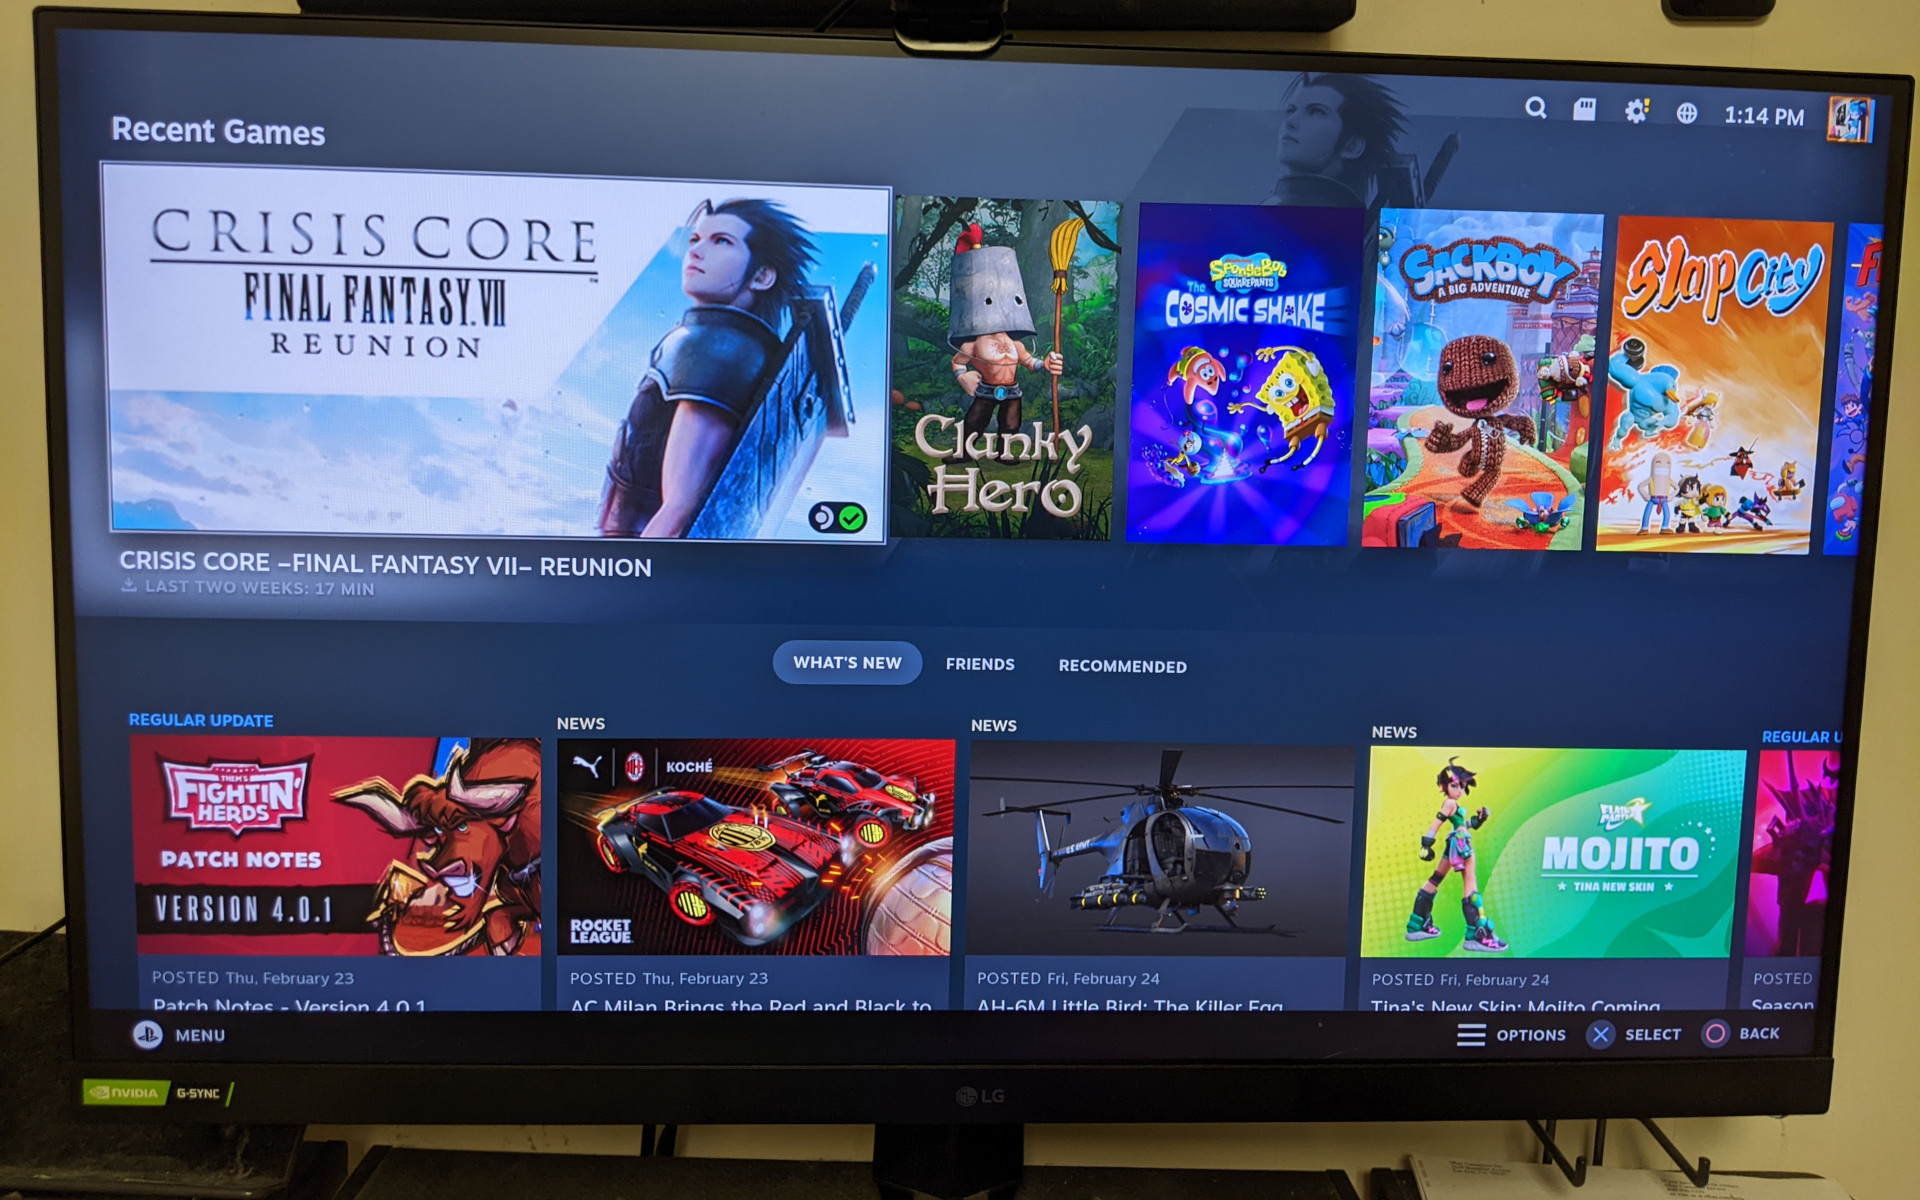 1:14 PM
Recent Games
CRISIS CORE
FINAL FANTASY VII
REUNION
Clunky
Hero
SpongeBob
SQUAREPANTS
The
COSMIC SHAKE
SACKBOY
A BIG ADVENTURE
Slap City
CRISIS CORE –FINAL FANTASY VII– REUNION
LAST TWO WEEKS: 17 MIN
WHAT'S NEW
FRIENDS
RECOMMENDED
REGULAR UPDATE
THEM'S
FIGHTIN'
HERDS
PATCH NOTES
VERSION 4.0.1
POSTED Thu, February 23
Patch Notes - Version 4.0.1
NEWS
KOCHÉ
ROCKET
LEAGUE
POSTED Thu, February 23
AC Milan Brings the Red and Black to
NEWS
POSTED Fri, February 24
AH-6M Little Bird: The Killer Egg
NEWS
MOJITO
TINA NEW SKIN
POSTED Fri, February 24
Tina's New Skin: Mojito Coming
REGULAR U
POSTED
Season
MENU
OPTIONS
SELECT
BACK
NVIDIA
G-SYNC
LG